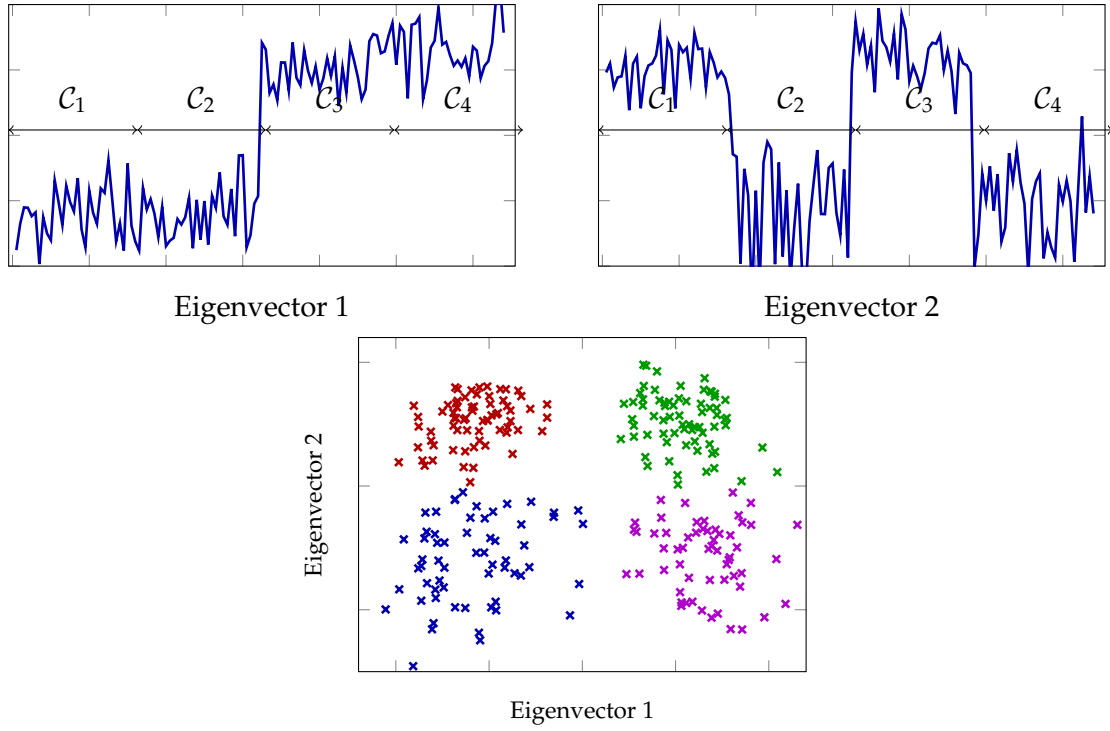 C₁ C₂ C₃ C₄
C₁ C₂ C₃ C₄
Eigenvector 1
Eigenvector 2
Eigenvector 2
Eigenvector 1